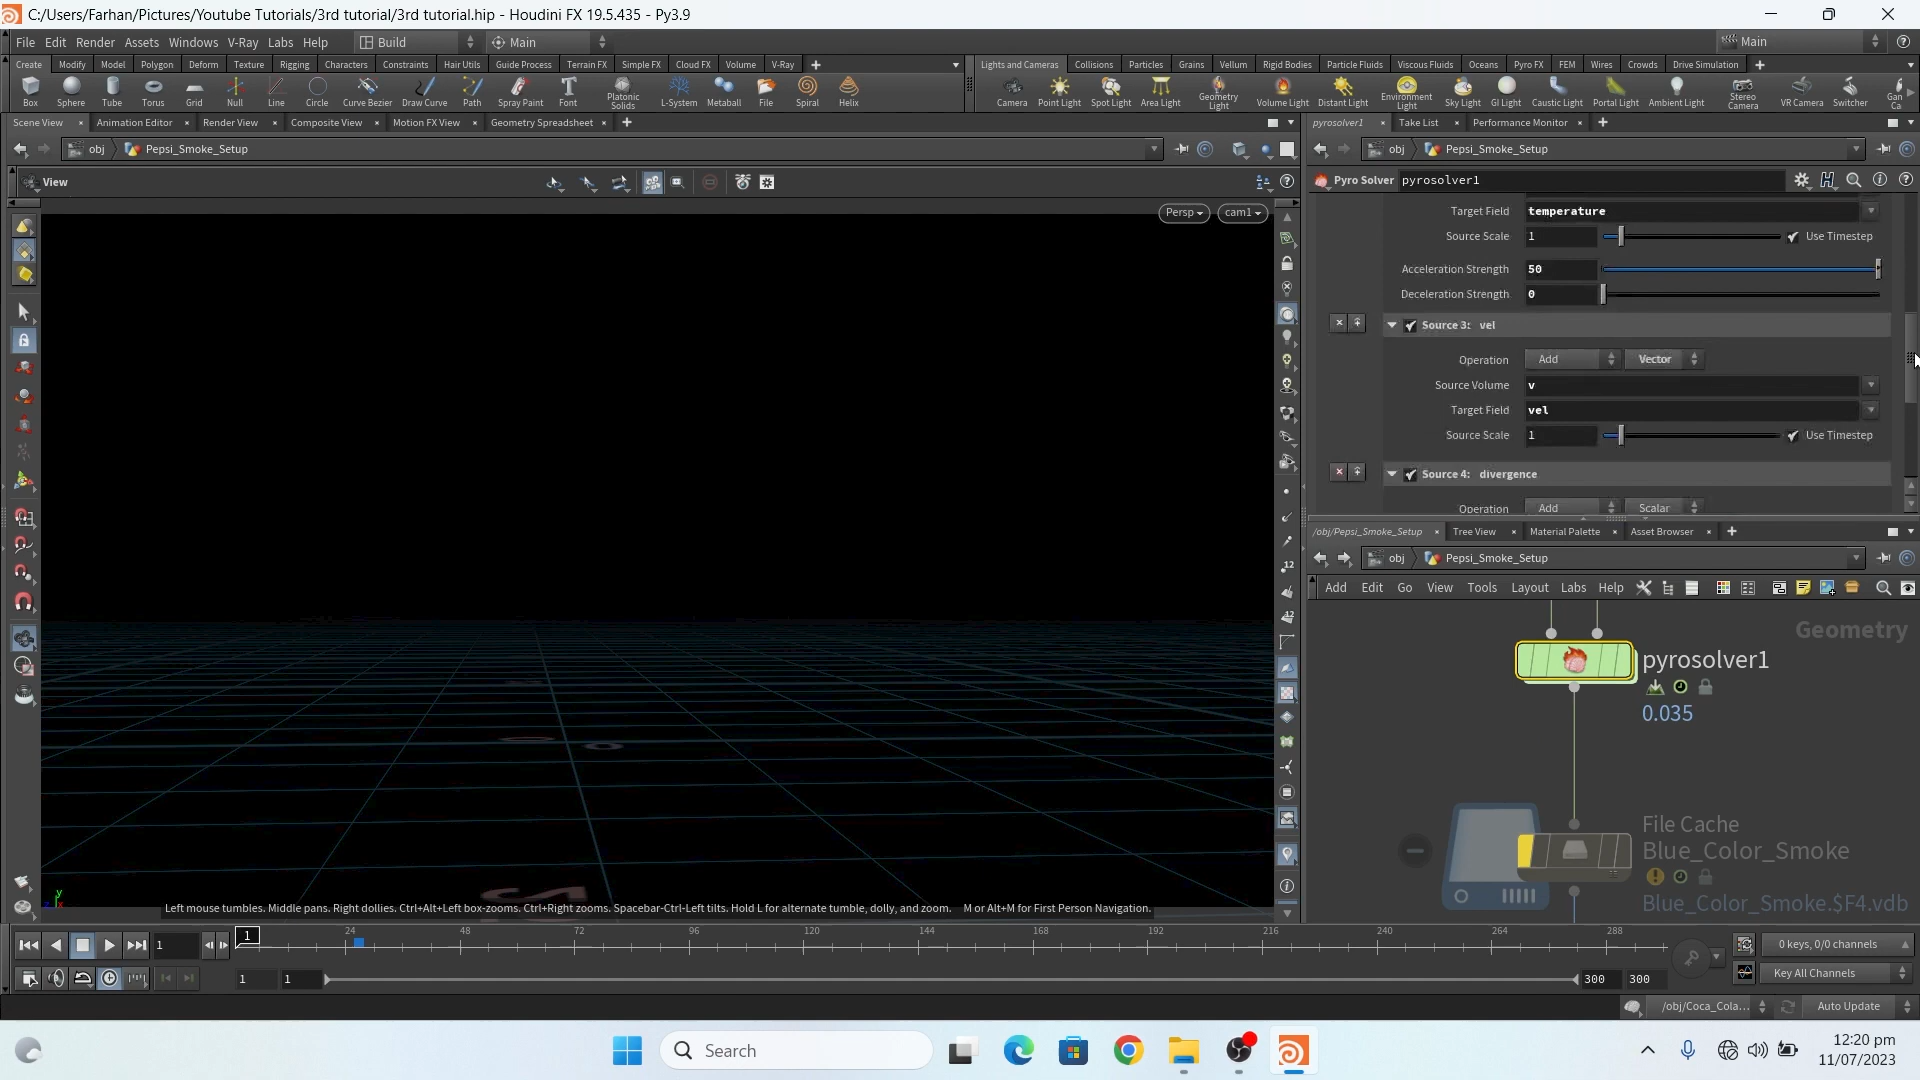 C:/Users/Farhan/Pictures/Youtube Tutorials/3rd tutorial/3rd tutorial.hip - Houdini FX 19.5.435 - Py3.9
File Edit Render Assets Windows V-Ray Labs Help Build Main Main
Create Modify Model Polygon Deform Texture Rigging Characters Constraints Hair Utils Guide Process Terrain FX Simple FX Cloud FX Volume V-Ray
Lights and Cameras Collisions Particles Grains Vellum Rigid Bodies Particle Fluids Viscous Fluids Oceans Pyro FX FEM Wires Crowds Drive Simulation
Box Sphere Tube Torus Grid Null Line Circle Curve Bezier Draw Curve Path Spray Paint Font Platonic Solids L-System Metaball File Spiral Helix
Camera Point Light Spot Light Area Light Geometry Light Volume Light Distant Light Environment Light Sky Light GI Light Caustic Light Portal Light Ambient Light Stereo Camera VR Camera Switcher Gan Ca
Scene View Animation Editor Render View Composite View Motion FX View Geometry Spreadsheet
pyrosolver1 Take List Performance Monitor
obj Pepsi_Smoke_Setup
obj Pepsi_Smoke_Setup
View
Pyro Solver pyrosolver1
Persp cam1
Target Field temperature
Source Scale 1 Use Timestep
Acceleration Strength 50
Deceleration Strength 0
Source 3: vel
Operation Add Vector
Source Volume v
Target Field vel
Source Scale 1 Use Timestep
Source 4: divergence
Operation Add Scalar
/obj/Pepsi_Smoke_Setup Tree View Material Palette Asset Browser
obj Pepsi_Smoke_Setup
Add Edit Go View Tools Layout Labs Help
Geometry
pyrosolver1
0.035
File Cache
Blue_Color_Smoke
Blue_Color_Smoke.$F4.vdb
12
42
Left mouse tumbles. Middle pans. Right dollies. Ctrl+Alt+Left box-zooms. Ctrl+Right zooms. Spacebar-Ctrl-Left tilts. Hold L for alternate tumble, dolly, and zoom. M or Alt+M for First Person Navigation.
1 1 24 48 72 96 120 144 168 192 216 240 264 288
0 keys, 0/0 channels
1 1 300 300
Key All Channels
/obj/Coca_Cola... Auto Update
Search
12:20 pm
11/07/2023